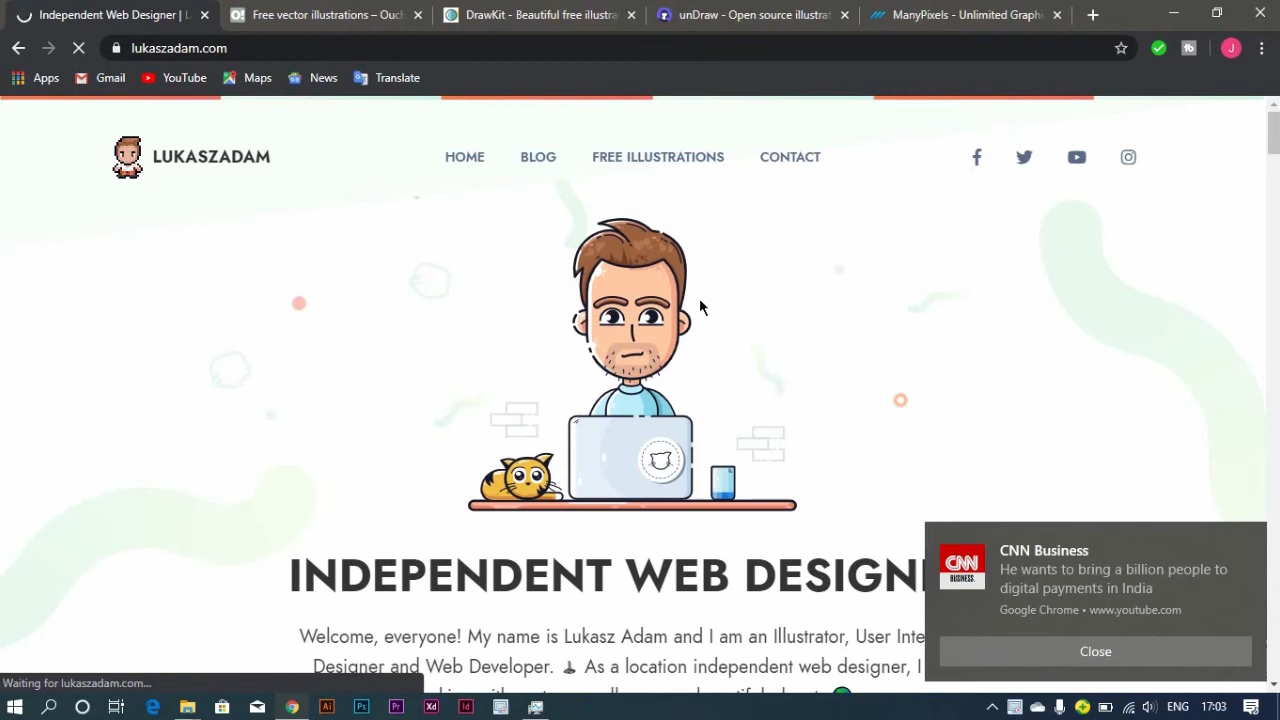 Independent Web Designer | L
Free vector illustrations – Oug
DrawKit - Beautiful free illustra
unDraw - Open source illustrat
ManyPixels - Unlimited Graphi
lukaszadam.com
Apps
Gmail
YouTube
Maps
News
Translate
LUKASZADAM
HOME
BLOG
FREE ILLUSTRATIONS
CONTACT
INDEPENDENT WEB DESIGNE
Welcome, everyone! My name is Lukasz Adam and I am an Illustrator, User Inte
Designer and Web Developer. As a location independent web designer, I
CNN Business
He wants to bring a billion people to
digital payments in India
Google Chrome • www.youtube.com
Close
Waiting for lukaszadam.com...
ENG
17:03